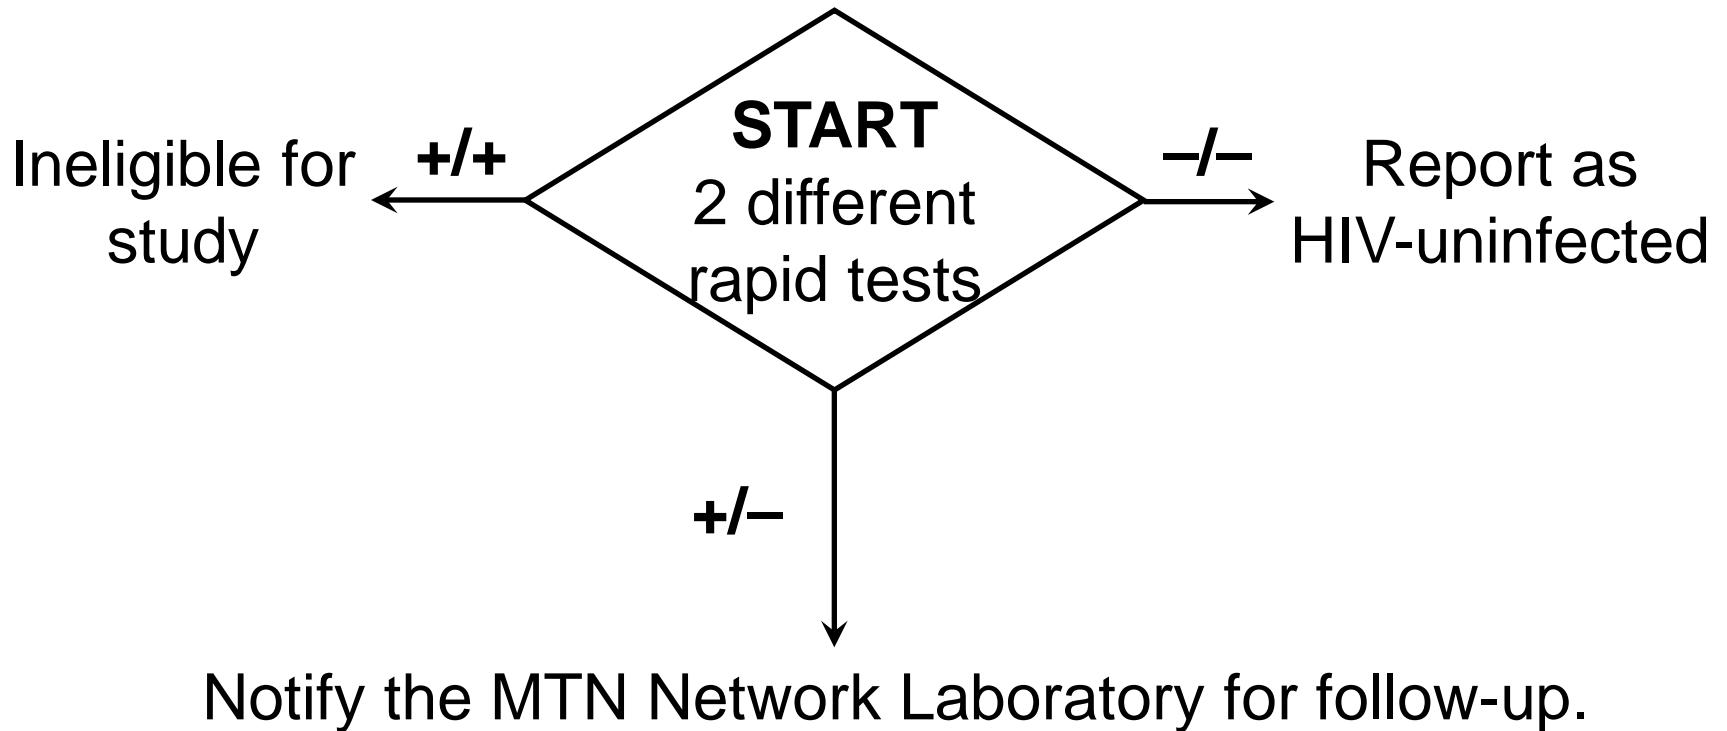 START
2 different
rapid tests
+/+
Ineligible for
study
–/–
Report as
HIV-uninfected
+/–
Notify the MTN Network Laboratory for follow-up.